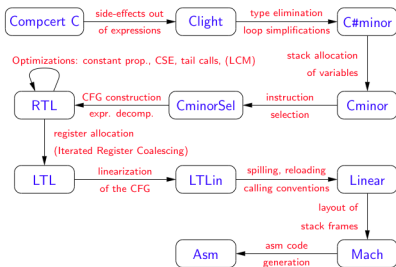 Compcert C
side-effects out
of expressions
Clight
type elimination
loop simplifications
C#minor
Optimizations: constant prop., CSE, tail calls, (LCM)
stack allocation
of variables
RTL
CFG construction
expr. decomp.
CminorSel
instruction
selection
Cminor
register allocation
(Iterated Register Coalescing)
LTL
linearization
of the CFG
LTLin
spilling, reloading
calling conventions
Linear
layout of
stack frames
Asm
asm code
generation
Mach